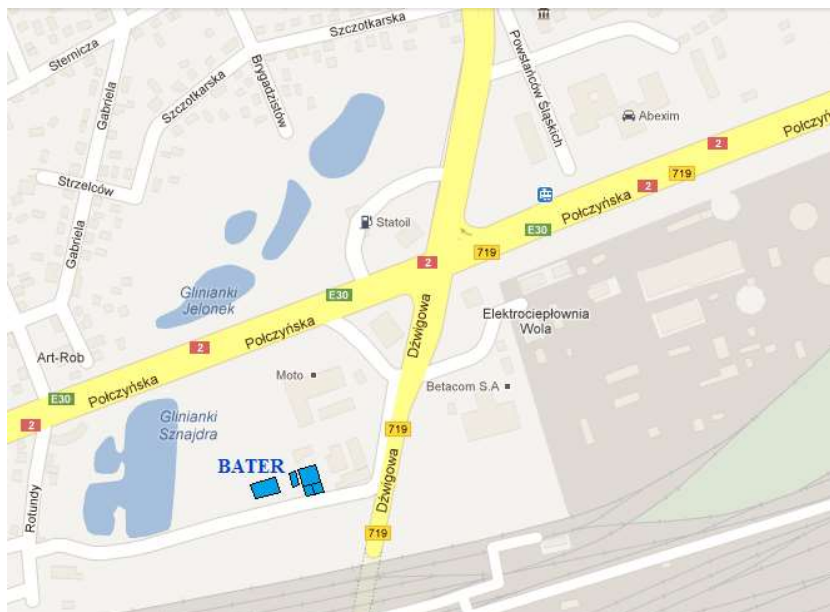 Szczotkarska
Sternicza
Gabriela
Brygadzistów
Szczotkarska
Powstańców Śląskich
Abexim
Połczyń
2
719
2
Strzelców
Połczyńska
E30
Statoil
719
Gabriela
2
Glinianki
Jelonek
E30
Elektrociepłownia
Wola
Połczyńska
Dźwigowa
2
Art-Rob
Moto
Betacom S.A
Połczyńska
E30
2
Glinianki
Sznajdra
719
BATER
Dźwigowa
Rotundy
719